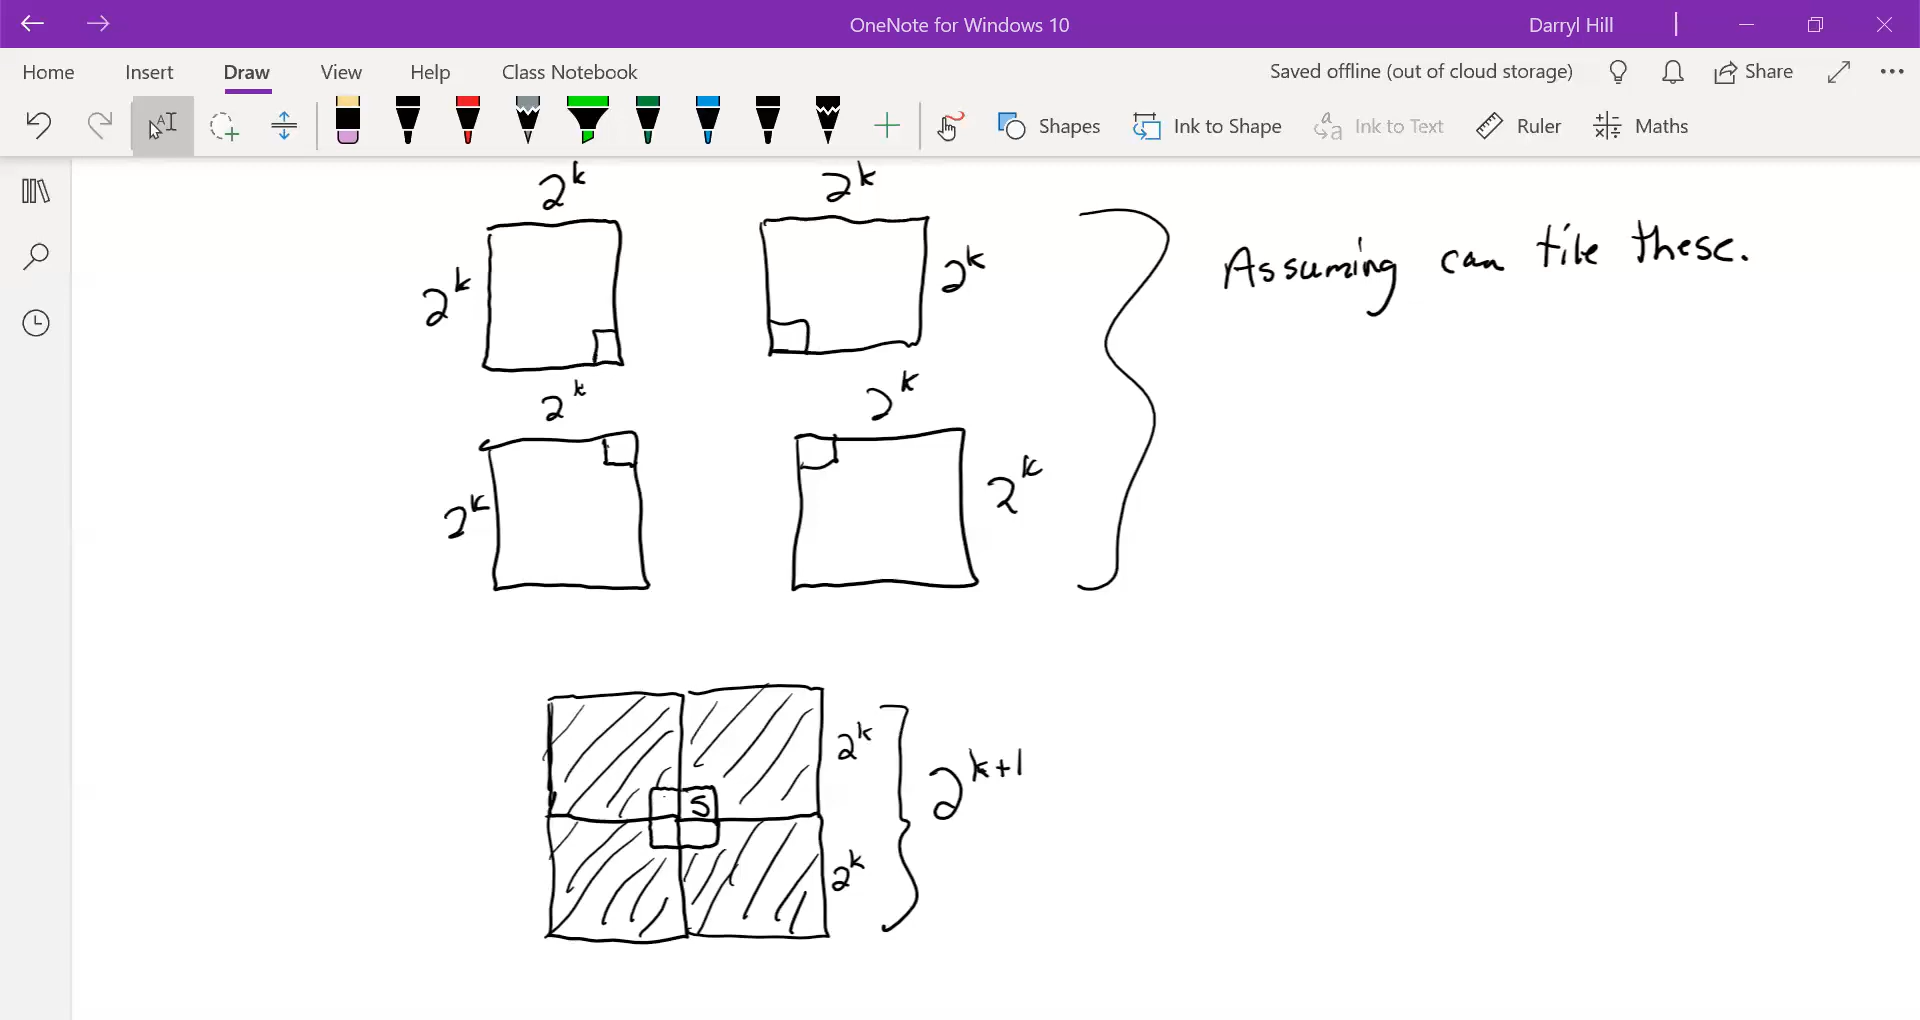 OneNote for Windows 10 Darryl Hill
Home Insert Draw View Help Class Notebook Saved offline (out of cloud storage) Share
AI Shapes Ink to Shape a a Ink to Text Ruler Maths
2^k 2^k
2^k 2^k Assuming can tile these.
2^k 2^k
2^k 2^k
2^k
S 2^{k+1}
2^k